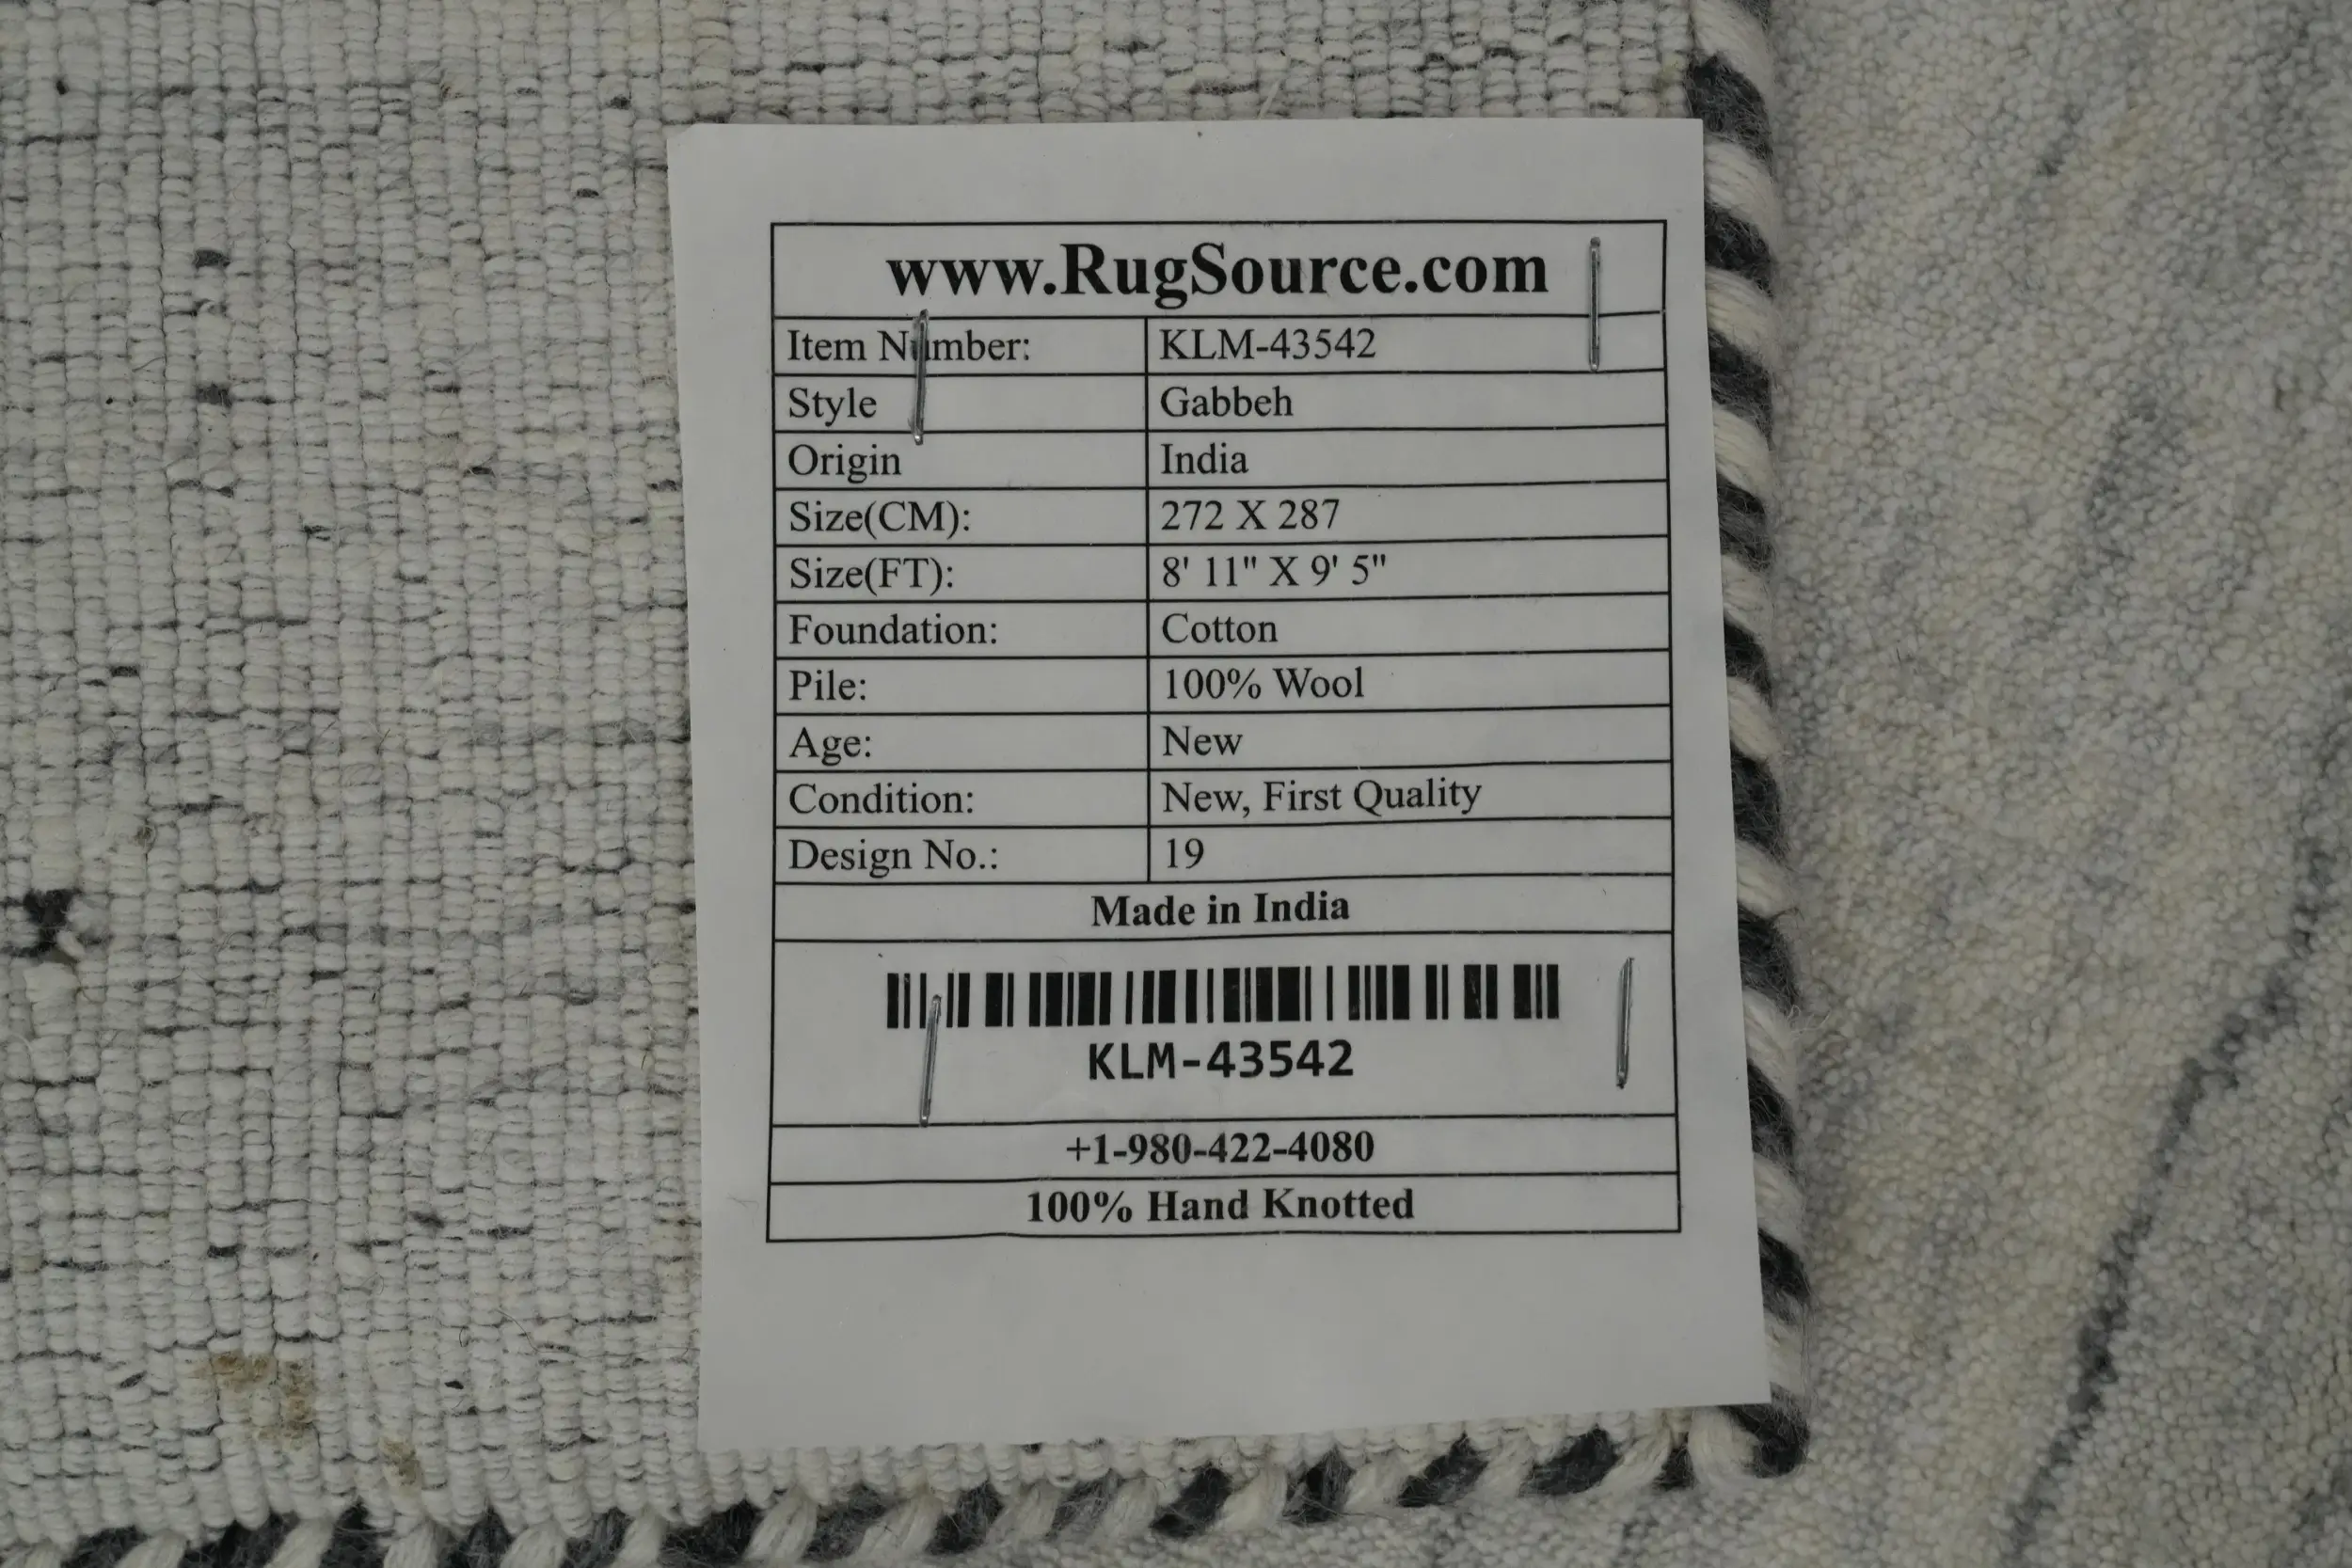 www.RugSource.com
Item Number: KLM-43542
Style Gabbeh
Origin India
Size(CM): 272 X 287
Size(FT): 8' 11" X 9' 5"
Foundation: Cotton
Pile: 100% Wool
Age: New
Condition: New, First Quality
Design No.: 19
Made in India
KLM-43542
+1-980-422-4080
100% Hand Knotted